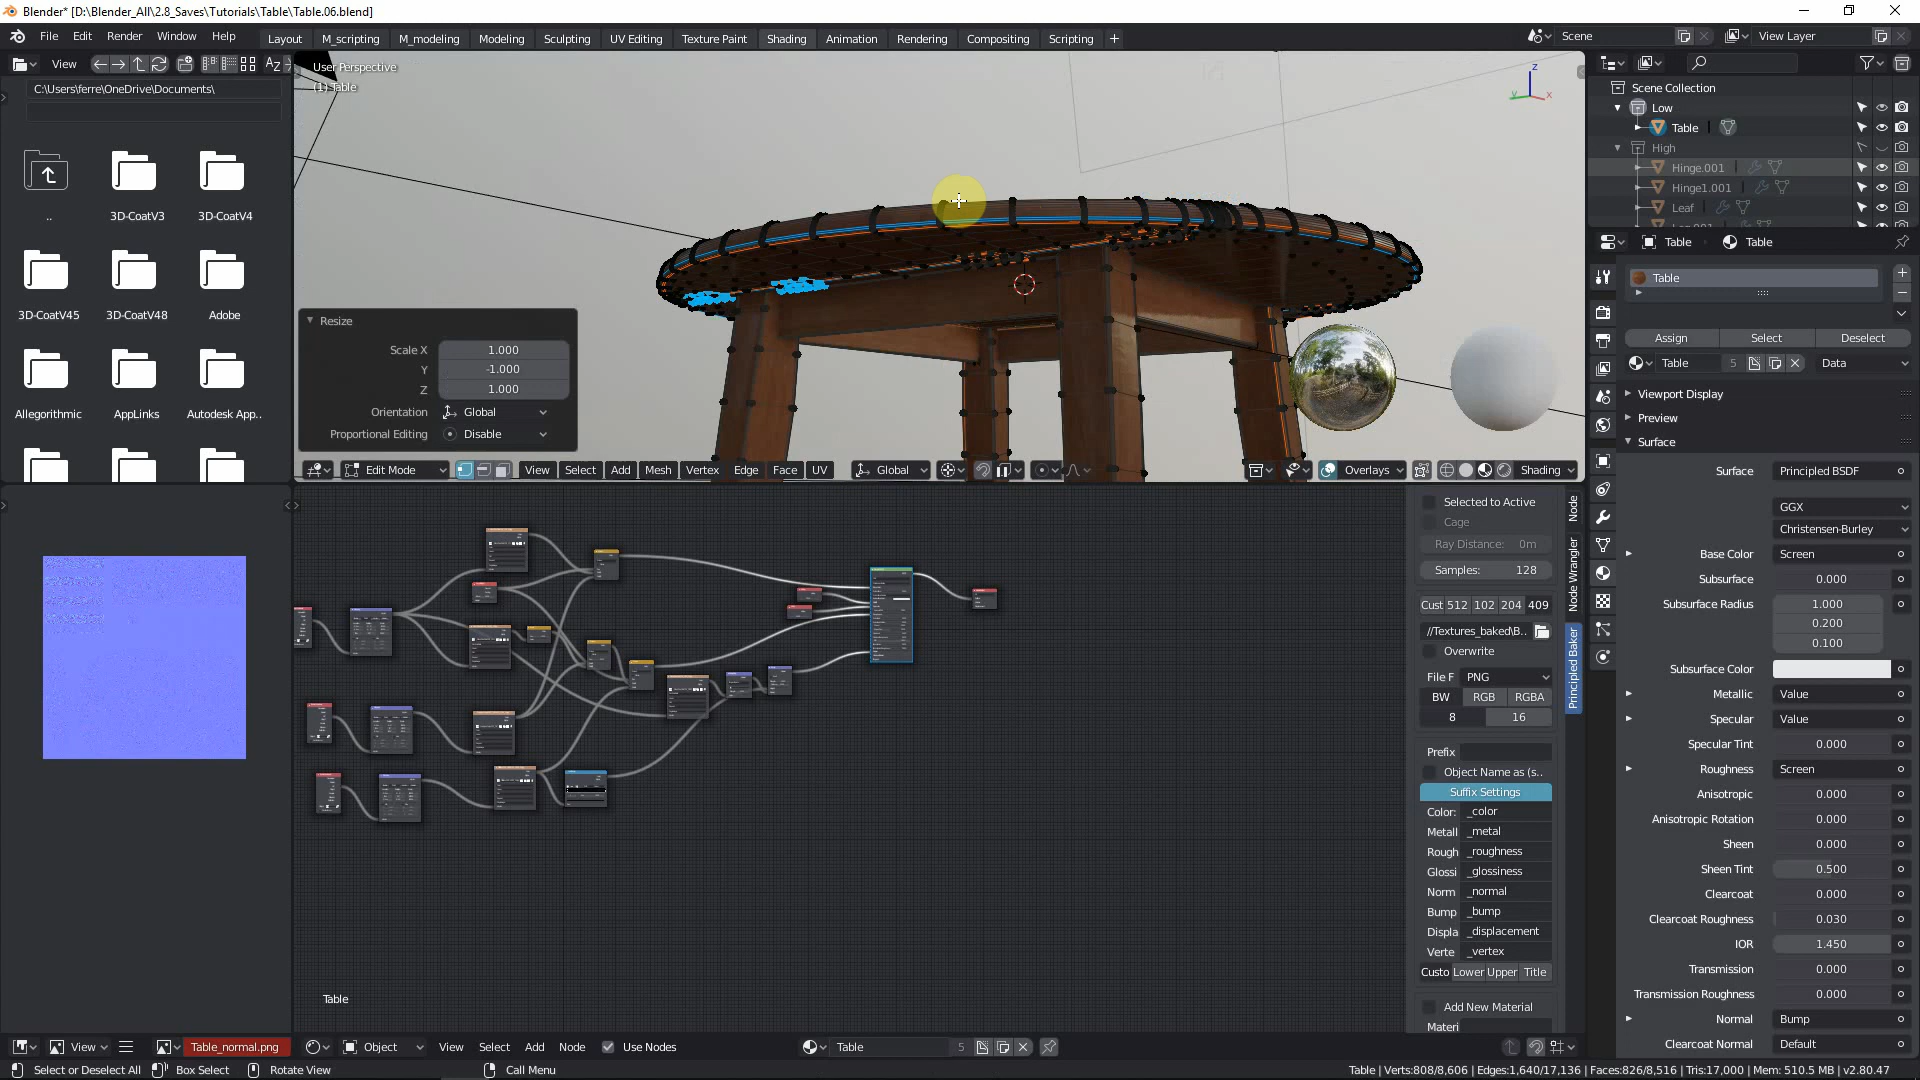 Blender* [D:\Blender_All\2.8_Saves\Tutorials\Table\Table.06.blend]
File Edit Render Window Help
Layout M_scripting M_modeling Modeling Sculpting UV Editing Texture Paint Shading Animation Rendering Compositing Scripting +
Scene
View Layer
View
AZ
C:\Users\ferre\OneDrive\Documents\
..
3D-CoatV3
3D-CoatV4
3D-CoatV45
3D-CoatV48
Adobe
Allegorithmic
AppLinks
Autodesk App..
User Perspective
(1) Table
Z
Y
X
Resize
Scale X 1.000
Y -1.000
Z 1.000
Orientation Global
Proportional Editing Disable
Edit Mode View Select Add Mesh Vertex Edge Face UV Global Overlays Shading
Selected to Active
Cage
Ray Distance: 0m
Samples: 128
Cust 512 102 204 409
//Textures_baked\B..
Overwrite
File F PNG
BW RGB RGBA
8 16
Prefix
Object Name as (s..
Suffix Settings
Color: _color
Metall _metal
Rough _roughness
Glossi _glossiness
Norm _normal
Bump _bump
Displa _displacement
Verte _vertex
Custo Lower Upper Title
Add New Material
Materi
Node
Node Wrangler
Principled Baker
Table
View Table_normal.png Object View Select Add Node Use Nodes Table 5
Scene Collection
Low
Table
High
Hinge.001
Hinge1.001
Leaf
Leg.001
Table Table
Table
Assign Select Deselect
Table 5 Data
Viewport Display
Preview
Surface
Surface Principled BSDF
GGX
Christensen-Burley
Base Color Screen
Subsurface 0.000
Subsurface Radius 1.000
0.200
0.100
Subsurface Color
Metallic Value
Specular Value
Specular Tint 0.000
Roughness Screen
Anisotropic 0.000
Anisotropic Rotation 0.000
Sheen 0.000
Sheen Tint 0.500
Clearcoat 0.000
Clearcoat Roughness 0.030
IOR 1.450
Transmission 0.000
Transmission Roughness 0.000
Normal Bump
Clearcoat Normal Default
Select or Deselect All Box Select Rotate View Call Menu
Table | Verts:808/8,606 | Edges:1,640/17,136 | Faces:826/8,516 | Tris:17,000 | Mem: 510.5 MB | v2.80.47